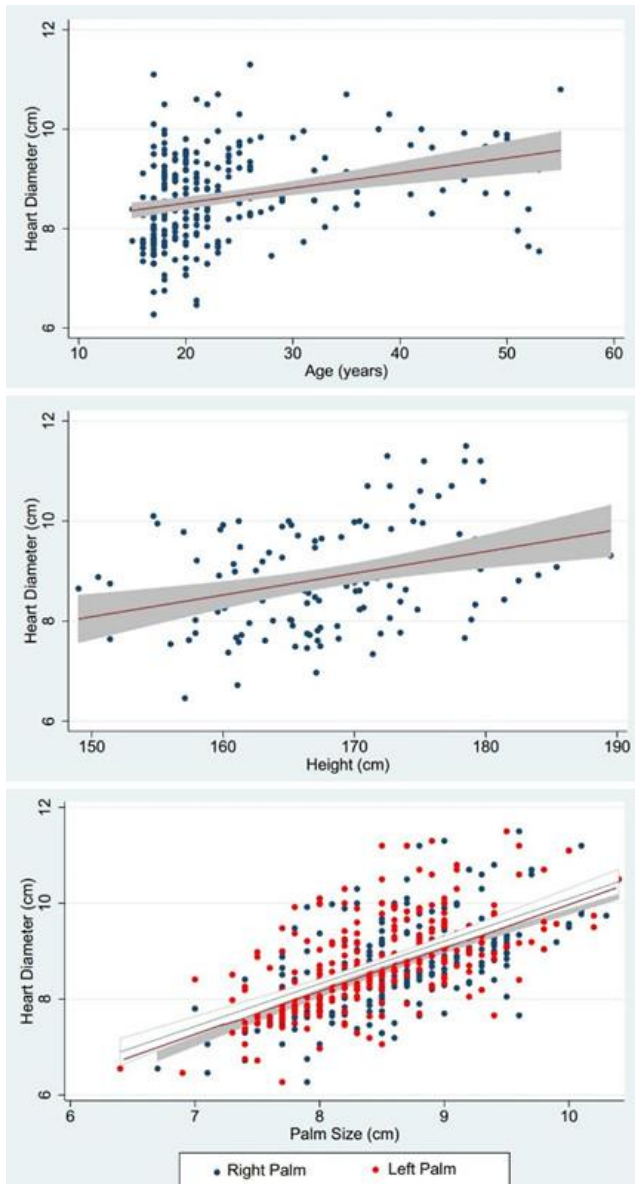 12
10
8
6
Heart Diameter (cm)
10 20 30 40 50 60
Age (years)
12
10
8
6
Heart Diameter (cm)
150 160 170 180 190
Height (cm)
12
10
8
6
Heart Diameter (cm)
6 7 8 9 10
Palm Size (cm)
Right Palm Left Palm